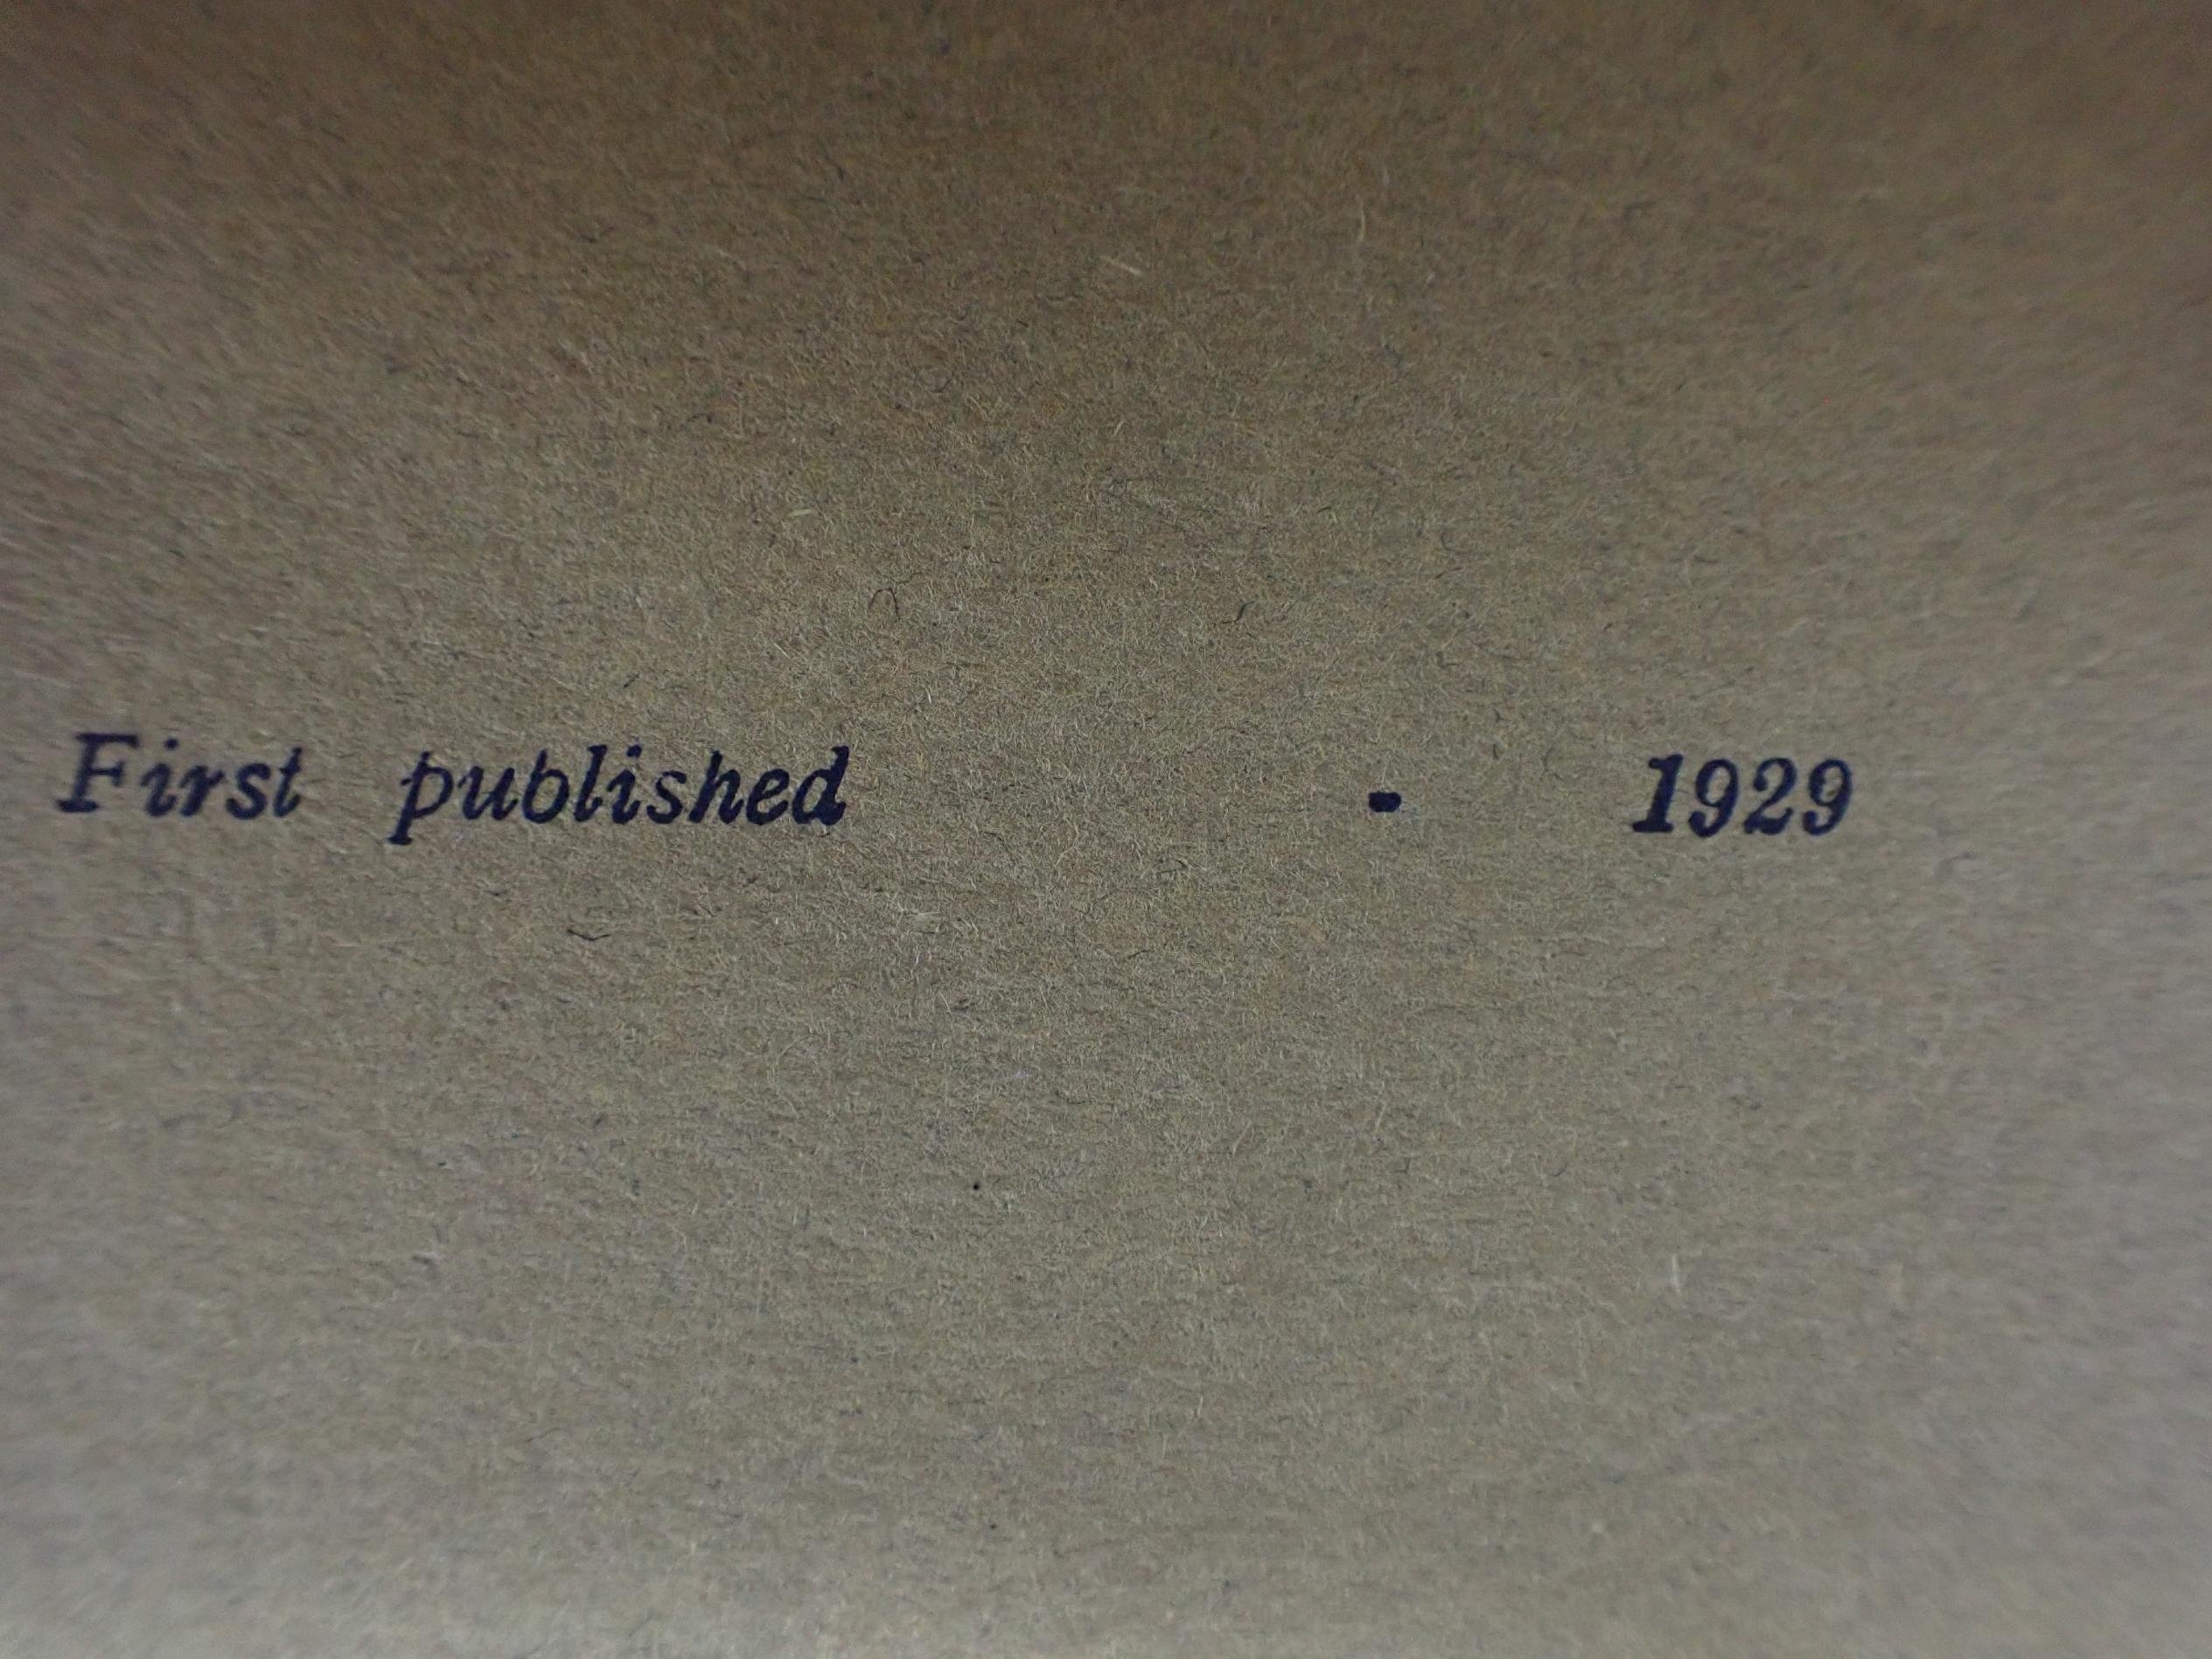 First published - 1929